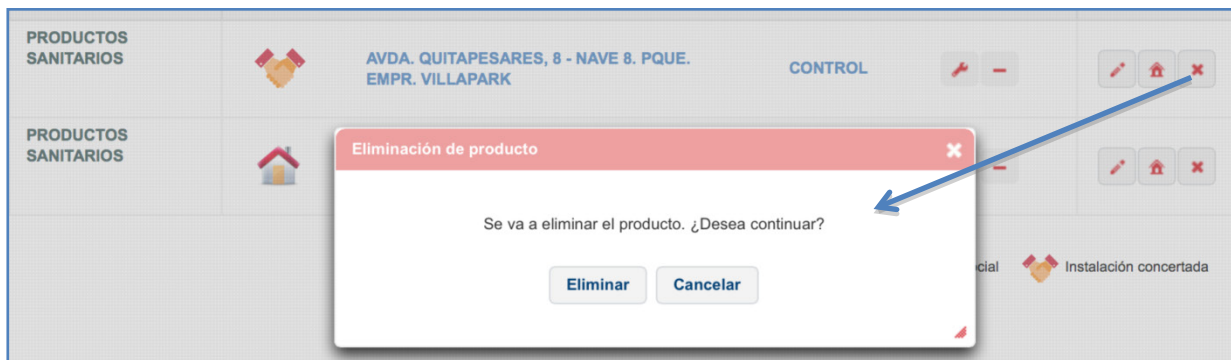 PRODUCTOS
SANITARIOS
AVDA. QUITAPESARES, 8 - NAVE 8. PQUE.
EMPR. VILLAPARK
CONTROL
PRODUCTOS
SANITARIOS
Eliminación de producto
Se va a eliminar el producto. ¿Desea continuar?
Eliminar
Cancelar
Instalación concertada